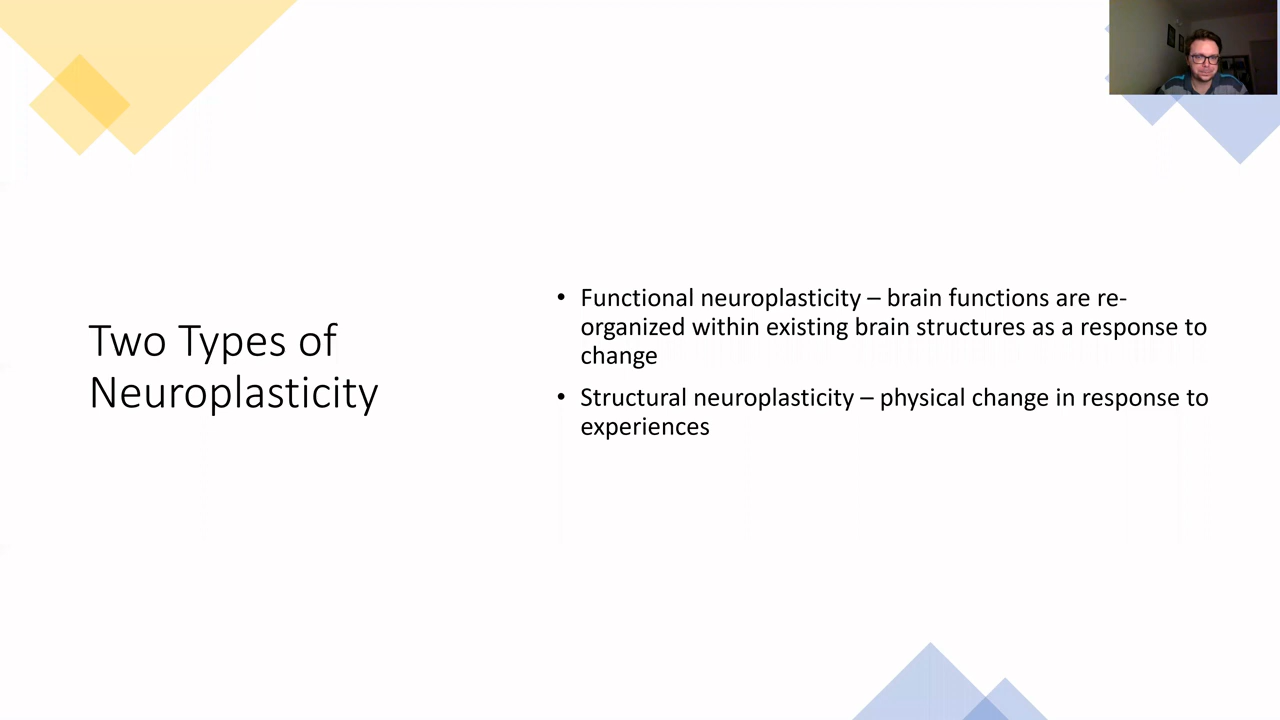 Two Types of
Neuroplasticity
• Functional neuroplasticity – brain functions are re-
organized within existing brain structures as a response to
change
• Structural neuroplasticity – physical change in response to
experiences